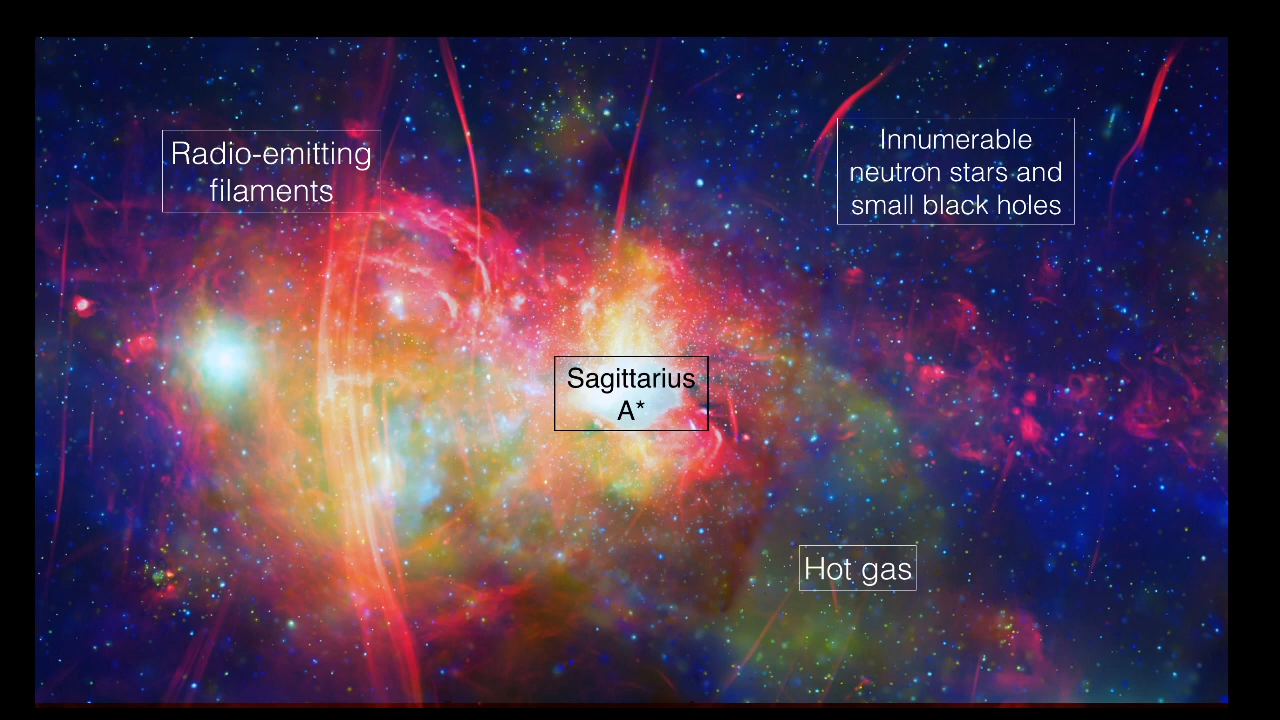 Radio-emitting
filaments
Innumerable
neutron stars and
small black holes
Sagittarius
A*
Hot gas